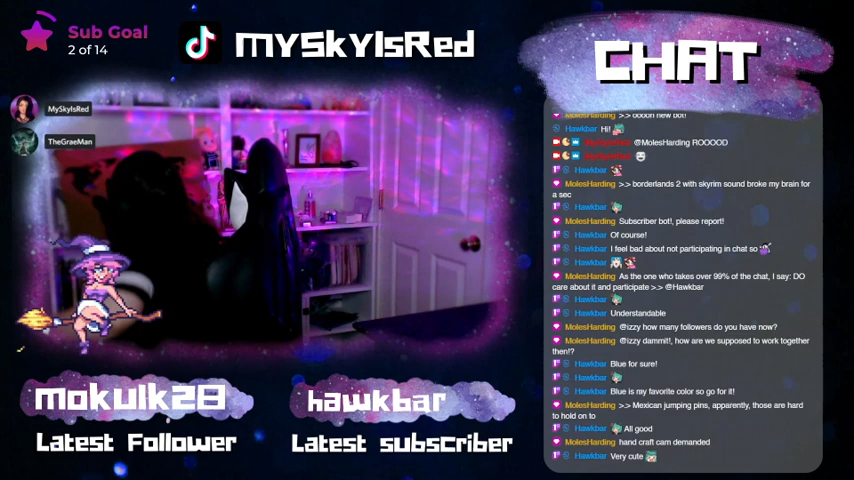 Sub Goal
2 of 14
MYSkyIsRed
CHAT
MySkyIsRed
TheGraeMan
MolesHarding >> ooooh new bot!
Hawkbar Hi!
@MolesHarding ROOOOD
Hawkbar
MolesHarding >> borderlands 2 with skyrim sound broke my brain for
a sec
Hawkbar
MolesHarding Subscriber bot!, please report!
Hawkbar Of course!
Hawkbar I feel bad about not participating in chat so
Hawkbar
MolesHarding As the one who takes over 99% of the chat, I say: DO
care about it and participate >> @Hawkbar
Hawkbar
Hawkbar Understandable
MolesHarding @izzy how many followers do you have now?
MolesHarding @izzy dammit!, how are we supposed to work together
then!?
Hawkbar Blue for sure!
Hawkbar
Hawkbar Blue is my favorite color so go for it!
MolesHarding >> Mexican jumping pins, apparently, those are hard
to hold on to
Hawkbar All good
MolesHarding hand craft cam demanded
Hawkbar Very cute
mokulk28
Latest Follower
hawkbar
Latest subscriber